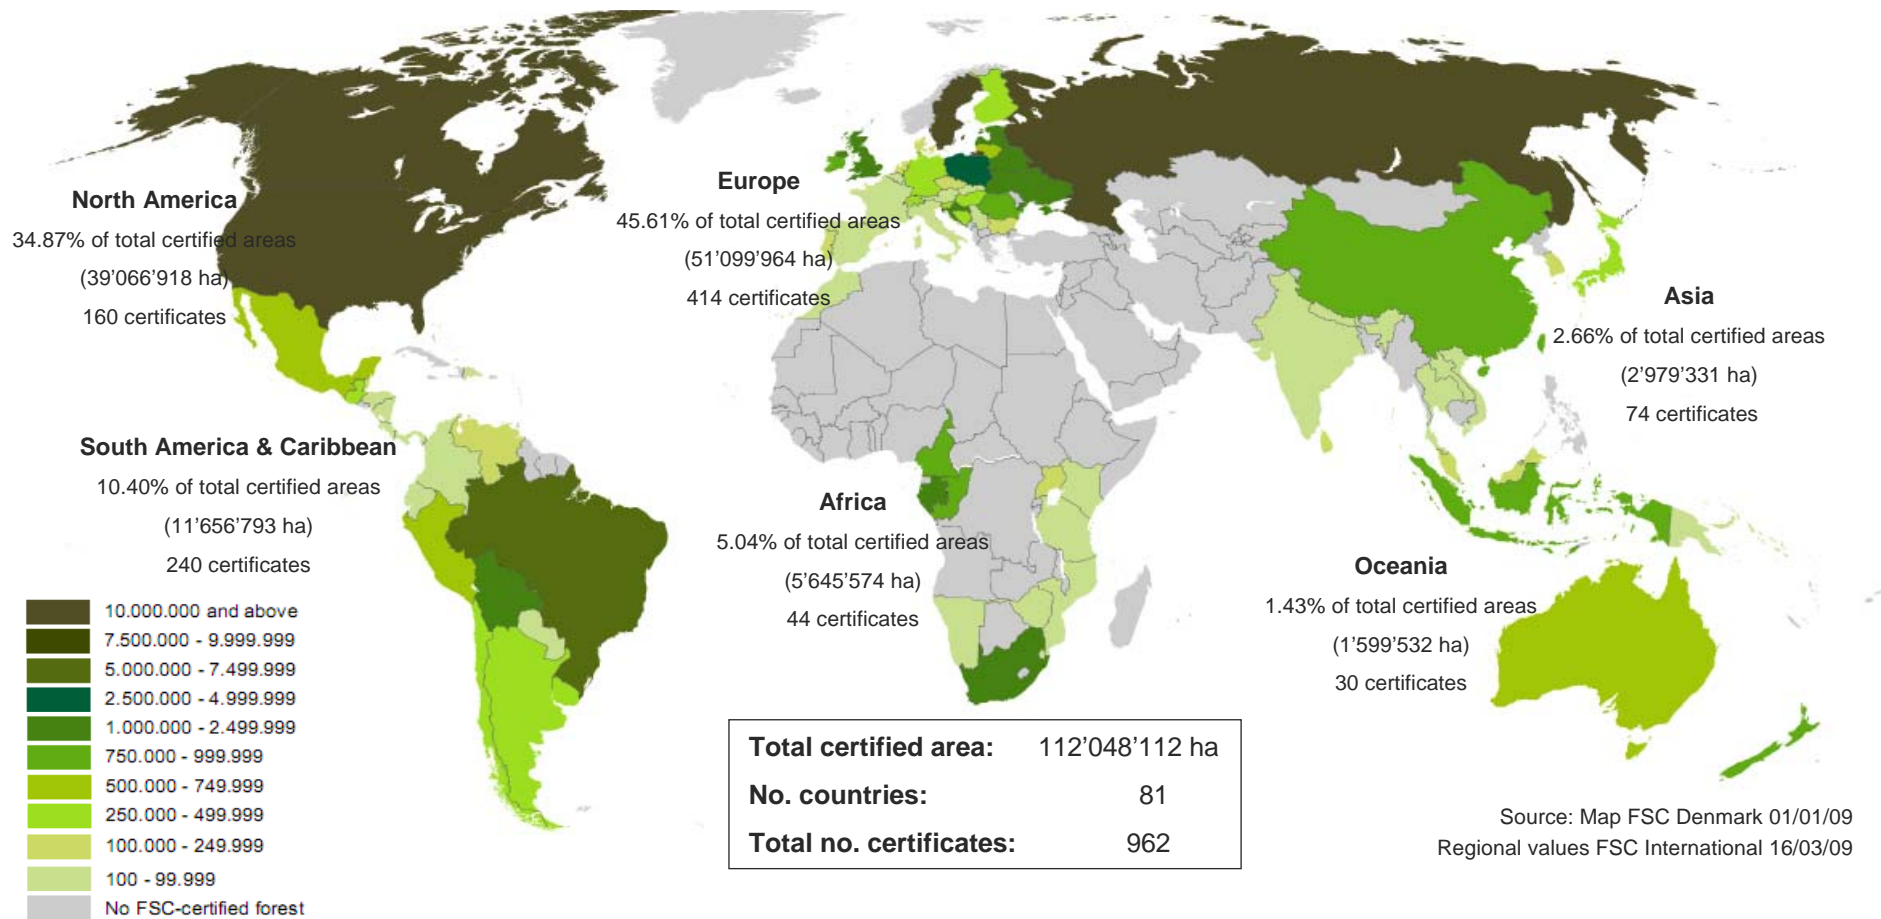 North America
34.87% of total certified areas
(39’066’918 ha)
160 certificates
Europe
45.61% of total certified areas
(51’099’964 ha)
414 certificates
Asia
2.66% of total certified areas
(2’979’331 ha)
74 certificates
South America & Caribbean
10.40% of total certified areas
(11’656’793 ha)
240 certificates
Africa
5.04% of total certified areas
(5’645’574 ha)
44 certificates
Oceania
1.43% of total certified areas
(1’599’532 ha)
30 certificates
10.000.000 and above
7.500.000 - 9.999.999
5.000.000 - 7.499.999
2.500.000 - 4.999.999
1.000.000 - 2.499.999
750.000 - 999.999
500.000 - 749.999
250.000 - 499.999
100.000 - 249.999
100 - 99.999
No FSC-certified forest
Total certified area: 112’048’112 ha
No. countries: 81
Total no. certificates: 962
Source: Map FSC Denmark 01/01/09
Regional values FSC International 16/03/09